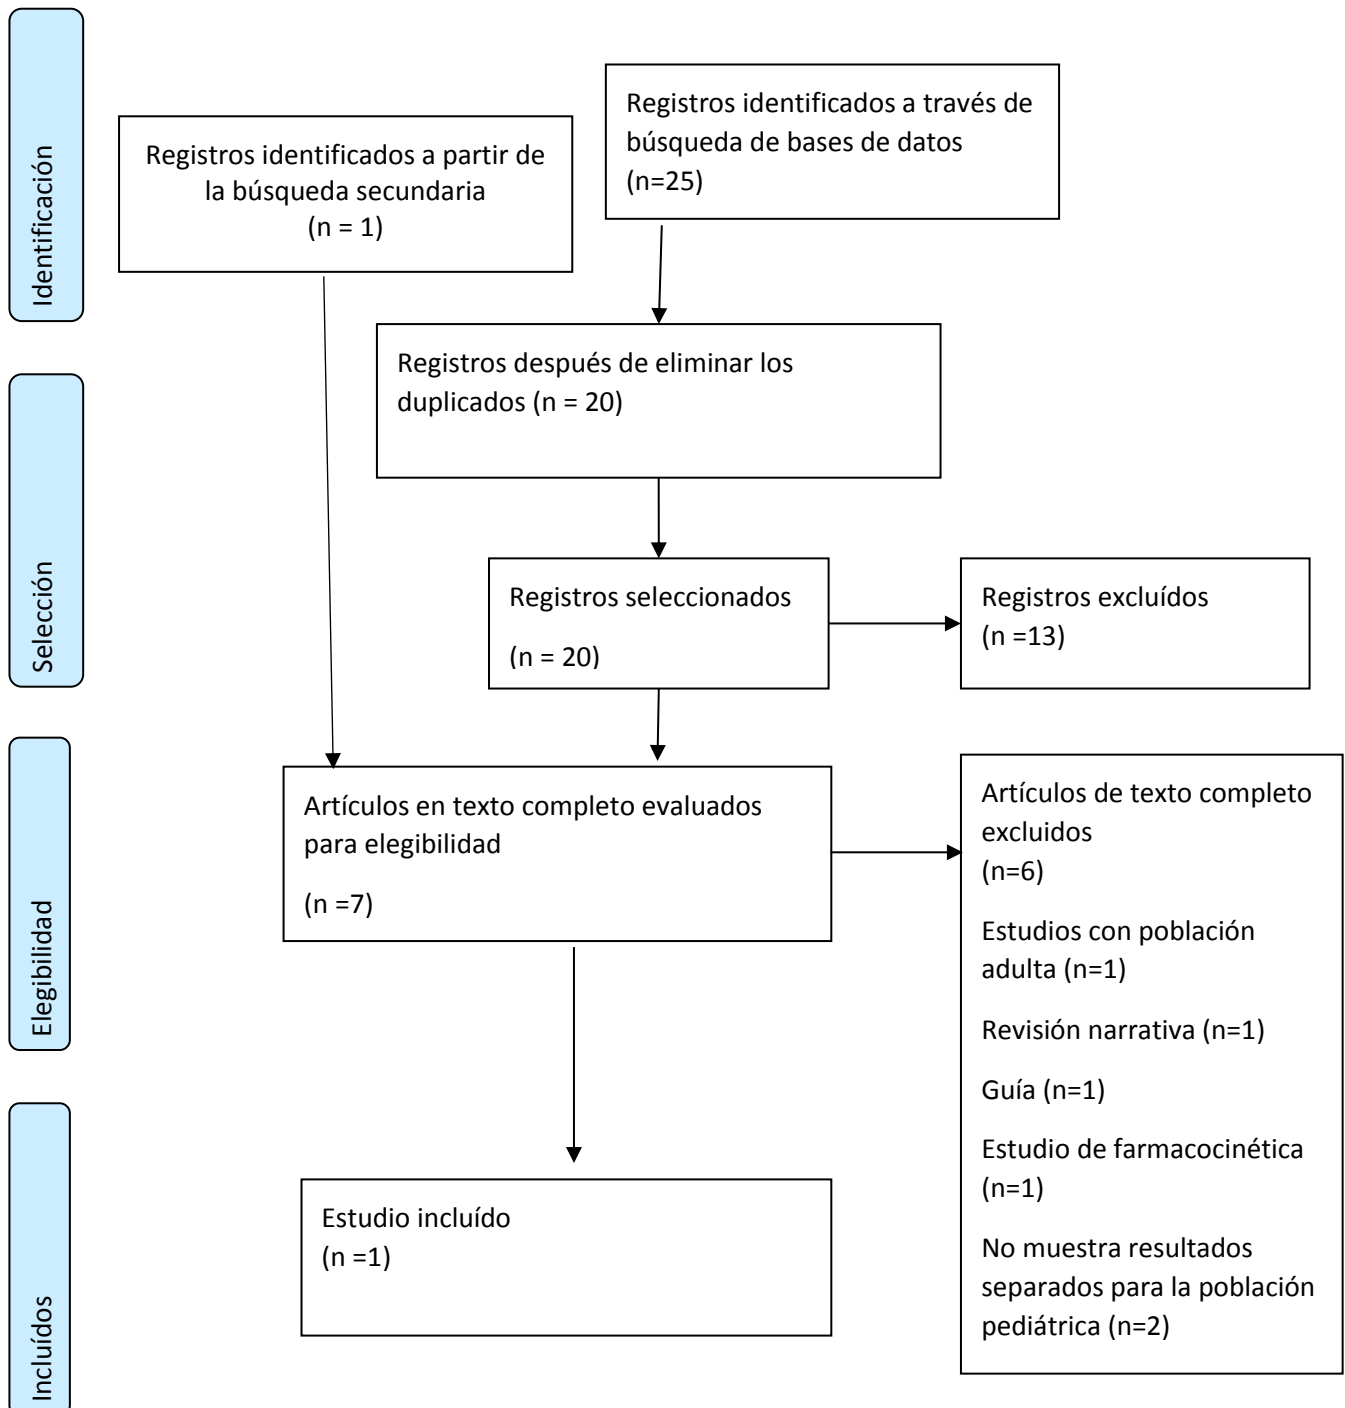 Identificación
Registros identificados a partir de
la búsqueda secundaria
(n = 1)
Registros identificados a través de
búsqueda de bases de datos
(n=25)
Registros después de eliminar los
duplicados (n = 20)
Selección
Registros seleccionados
(n = 20)
Registros excluídos
(n =13)
Elegibilidad
Artículos en texto completo evaluados
para elegibilidad
(n =7)
Artículos de texto completo
excluidos
(n=6)
Estudios con población
adulta (n=1)
Revisión narrativa (n=1)
Guía (n=1)
Estudio de farmacocinética
(n=1)
No muestra resultados
separados para la población
pediátrica (n=2)
Incluídos
Estudio incluído
(n =1)